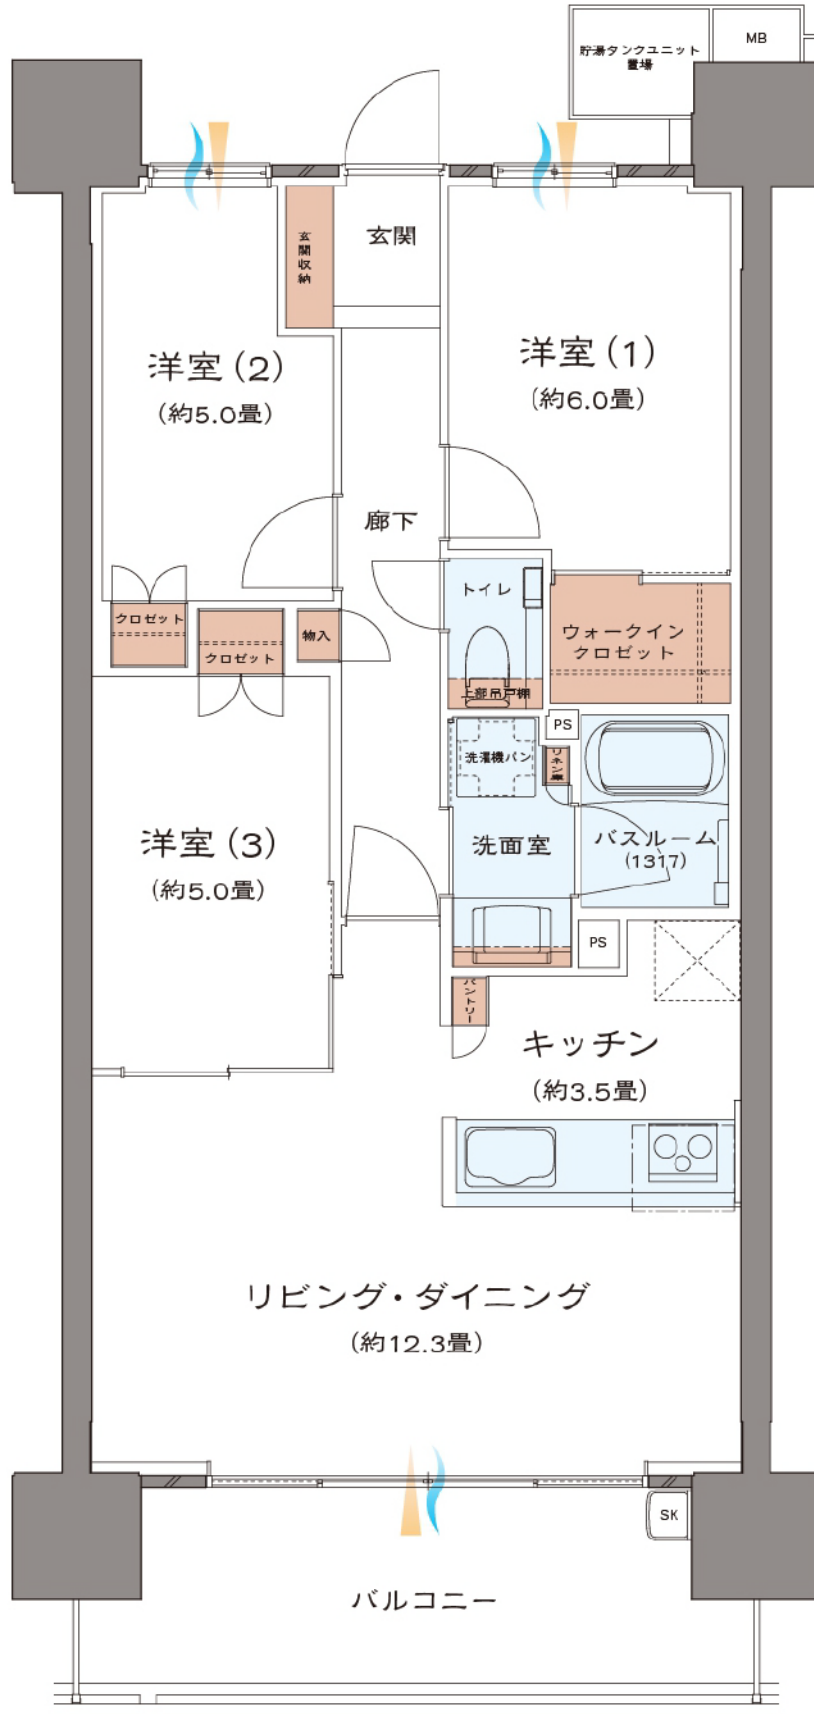 貯湯タンクユニット
置場
MB
玄関
玄関収納
洋室(2)
(約5.0畳)
洋室(1)
(約6.0畳)
廊下
トイレ
クロゼット
クロゼット
物入
ウォークイン
クロゼット
上部吊戸棚
PS
洗濯機パン
リネン庫
洋室(3)
(約5.0畳)
洗面室
バスルーム
(1317)
PS
パントリー
キッチン
(約3.5畳)
リビング・ダイニング
(約12.3畳)
SK
バルコニー